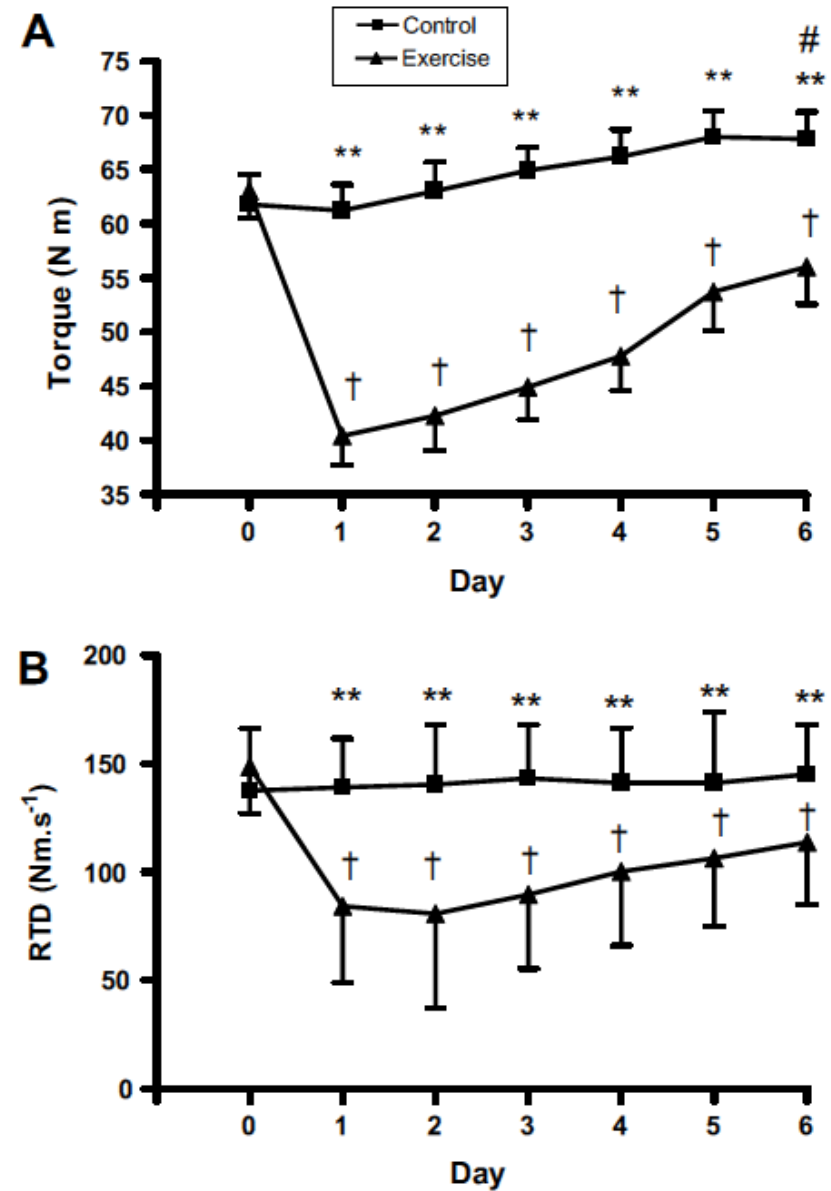 A
Control
Exercise
#
** ** ** ** ** **
† † † † † †
75
70
65
60
55
50
45
40
35
Torque (N m)
0 1 2 3 4 5 6
Day
B
200
150
100
50
0
RTD (Nm.s⁻¹)
** ** ** ** ** **
† † † † † †
0 1 2 3 4 5 6
Day